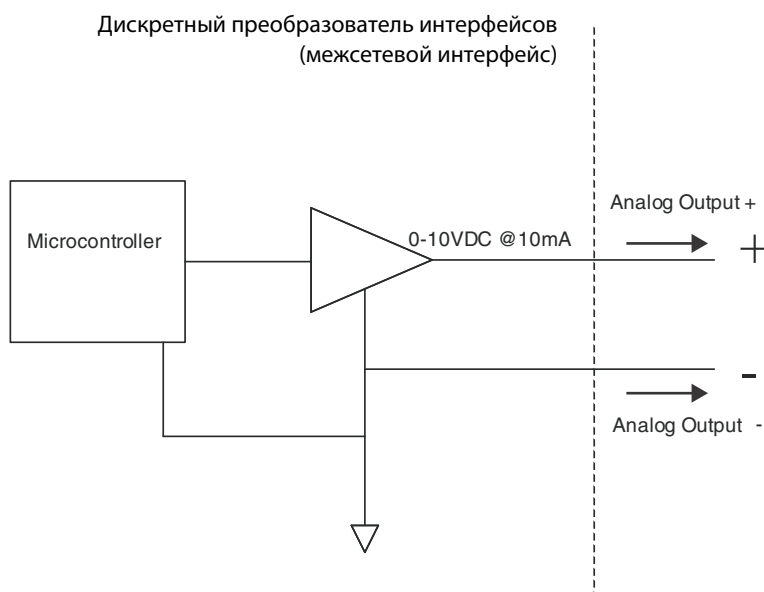 Дискретный преобразователь интерфейсов
(межсетевой интерфейс)
Analog Output +
Microcontroller
0-10VDC @10mA
+
-
Analog Output -